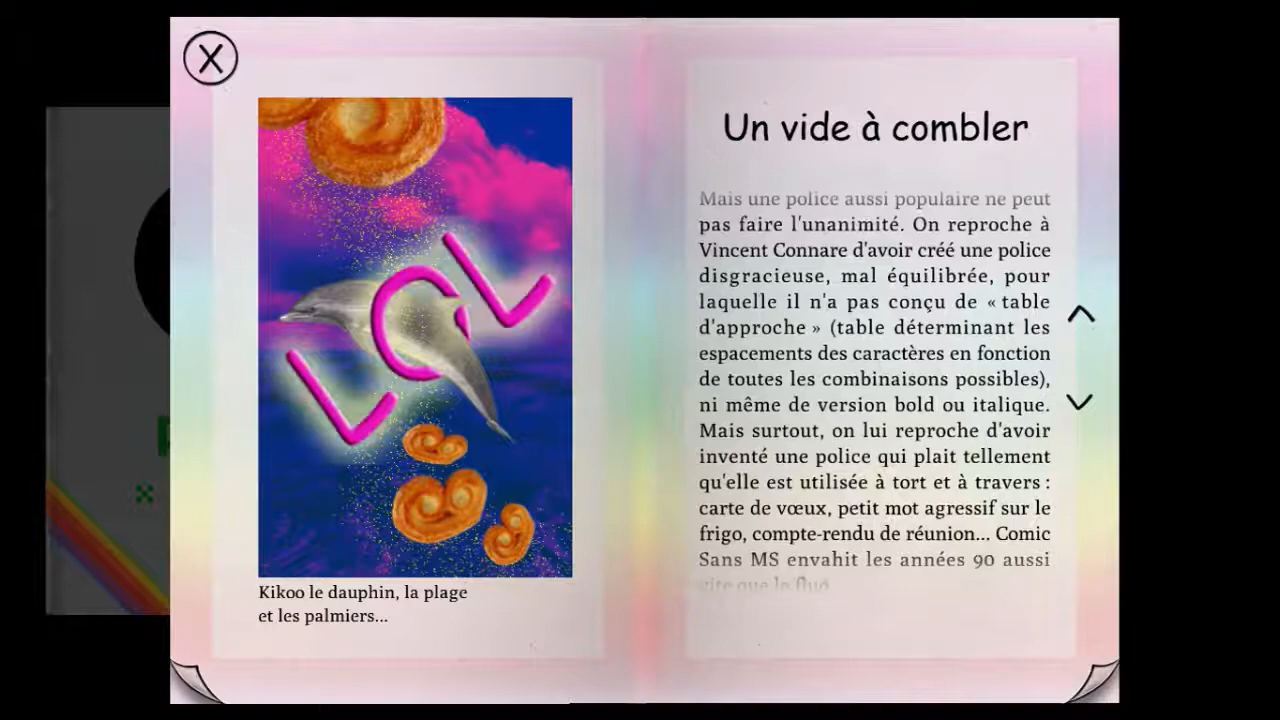 X
LOL
Kikoo le dauphin, la plage
et les palmiers...
Un vide à combler
Mais une police aussi populaire ne peut
pas faire l'unanimité. On reproche à
Vincent Connare d'avoir créé une police
disgracieuse, mal équilibrée, pour
laquelle il n'a pas conçu de « table
d'approche » (table déterminant les
espacements des caractères en fonction
de toutes les combinaisons possibles),
ni même de version bold ou italique.
Mais surtout, on lui reproche d'avoir
inventé une police qui plait tellement
qu'elle est utilisée à tort et à travers :
carte de vœux, petit mot agressif sur le
frigo, compte-rendu de réunion... Comic
Sans MS envahit les années 90 aussi
vite que le fluo